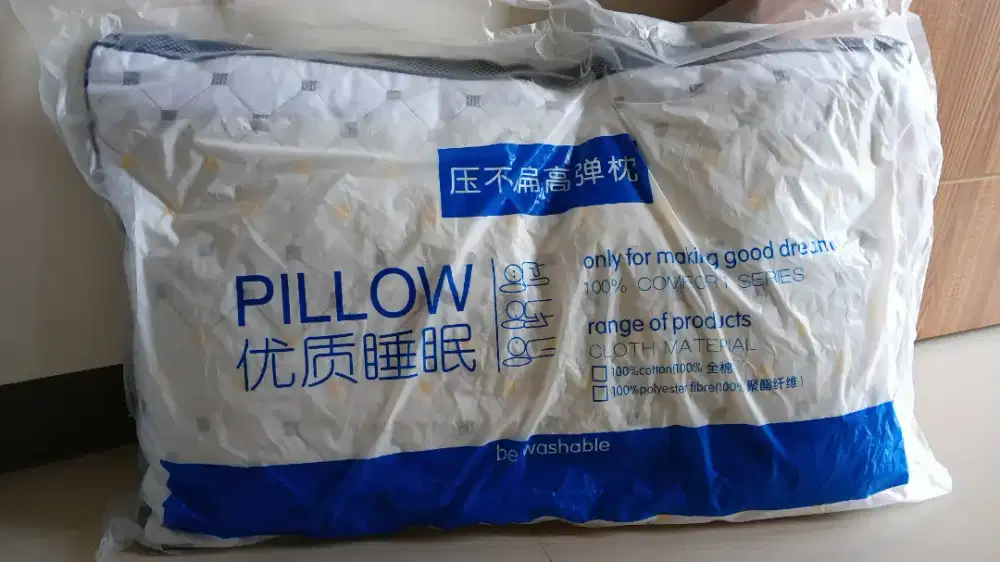 压不扁高弹枕
PILLOW
优质睡眠
only for making good dream
100% COMFORT SERIES
range of products
CLOTH MATERIAL
100%cotton(100% 全棉
100%polyester fibre(100% 聚酯纤维)
be washable